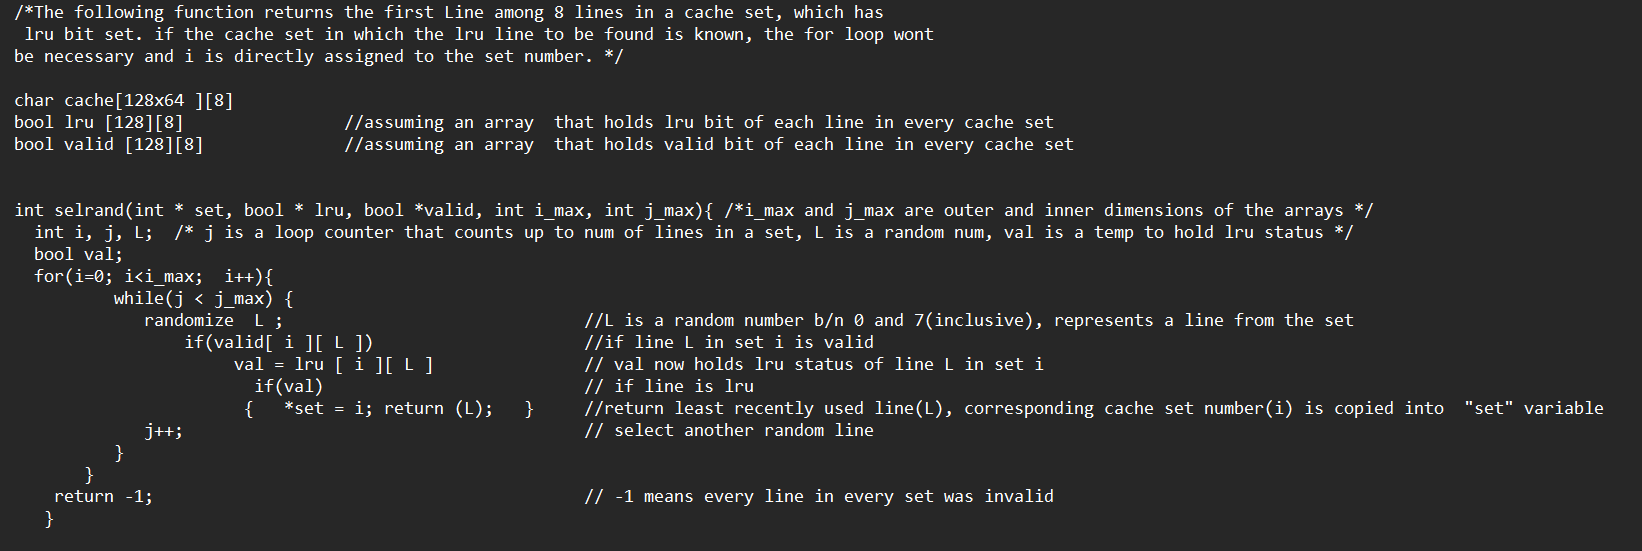 /*The following function returns the first Line among 8 lines in a cache set, which has
lru bit set. if the cache set in which the lru line to be found is known, the for loop wont
be necessary and i is directly assigned to the set number. */
char cache[128x64 ][8]
bool lru [128][8] //assuming an array that holds lru bit of each line in every cache set
bool valid [128][8] //assuming an array that holds valid bit of each line in every cache set
int selrand(int * set, bool * lru, bool *valid, int i_max, int j_max){ /*i_max and j_max are outer and inner dimensions of the arrays */
int i, j, L; /* j is a loop counter that counts up to num of lines in a set, L is a random num, val is a temp to hold lru status */
bool val;
for(i=0; i<i_max; i++){
while(j < j_max) {
randomize L ; //L is a random number b/n 0 and 7(inclusive), represents a line from the set
if(valid[ i ][ L ]) //if line L in set i is valid
val = lru [ i ][ L ] // val now holds lru status of line L in set i
if(val) // if line is lru
{ *set = i; return (L); } //return least recently used line(L), corresponding cache set number(i) is copied into "set" variable
j++; // select another random line
}
}
return -1; // -1 means every line in every set was invalid
}